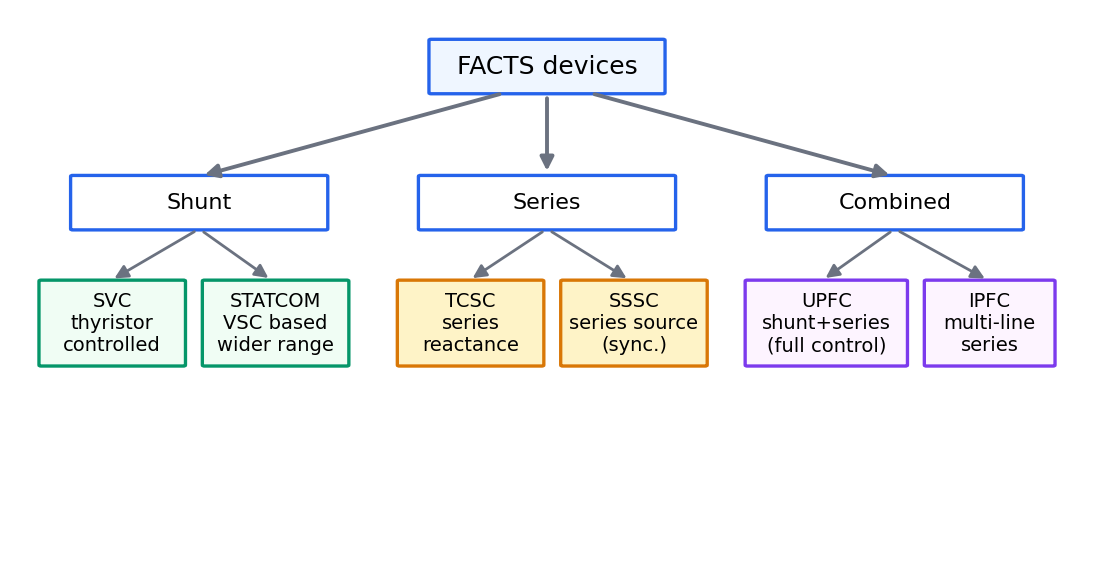 FACTS devices
Shunt
Series
Combined
SVC
thyristor
controlled
STATCOM
VSC based
wider range
TCSC
series
reactance
SSSC
series source
(sync.)
UPFC
shunt+series
(full control)
IPFC
multi-line
series